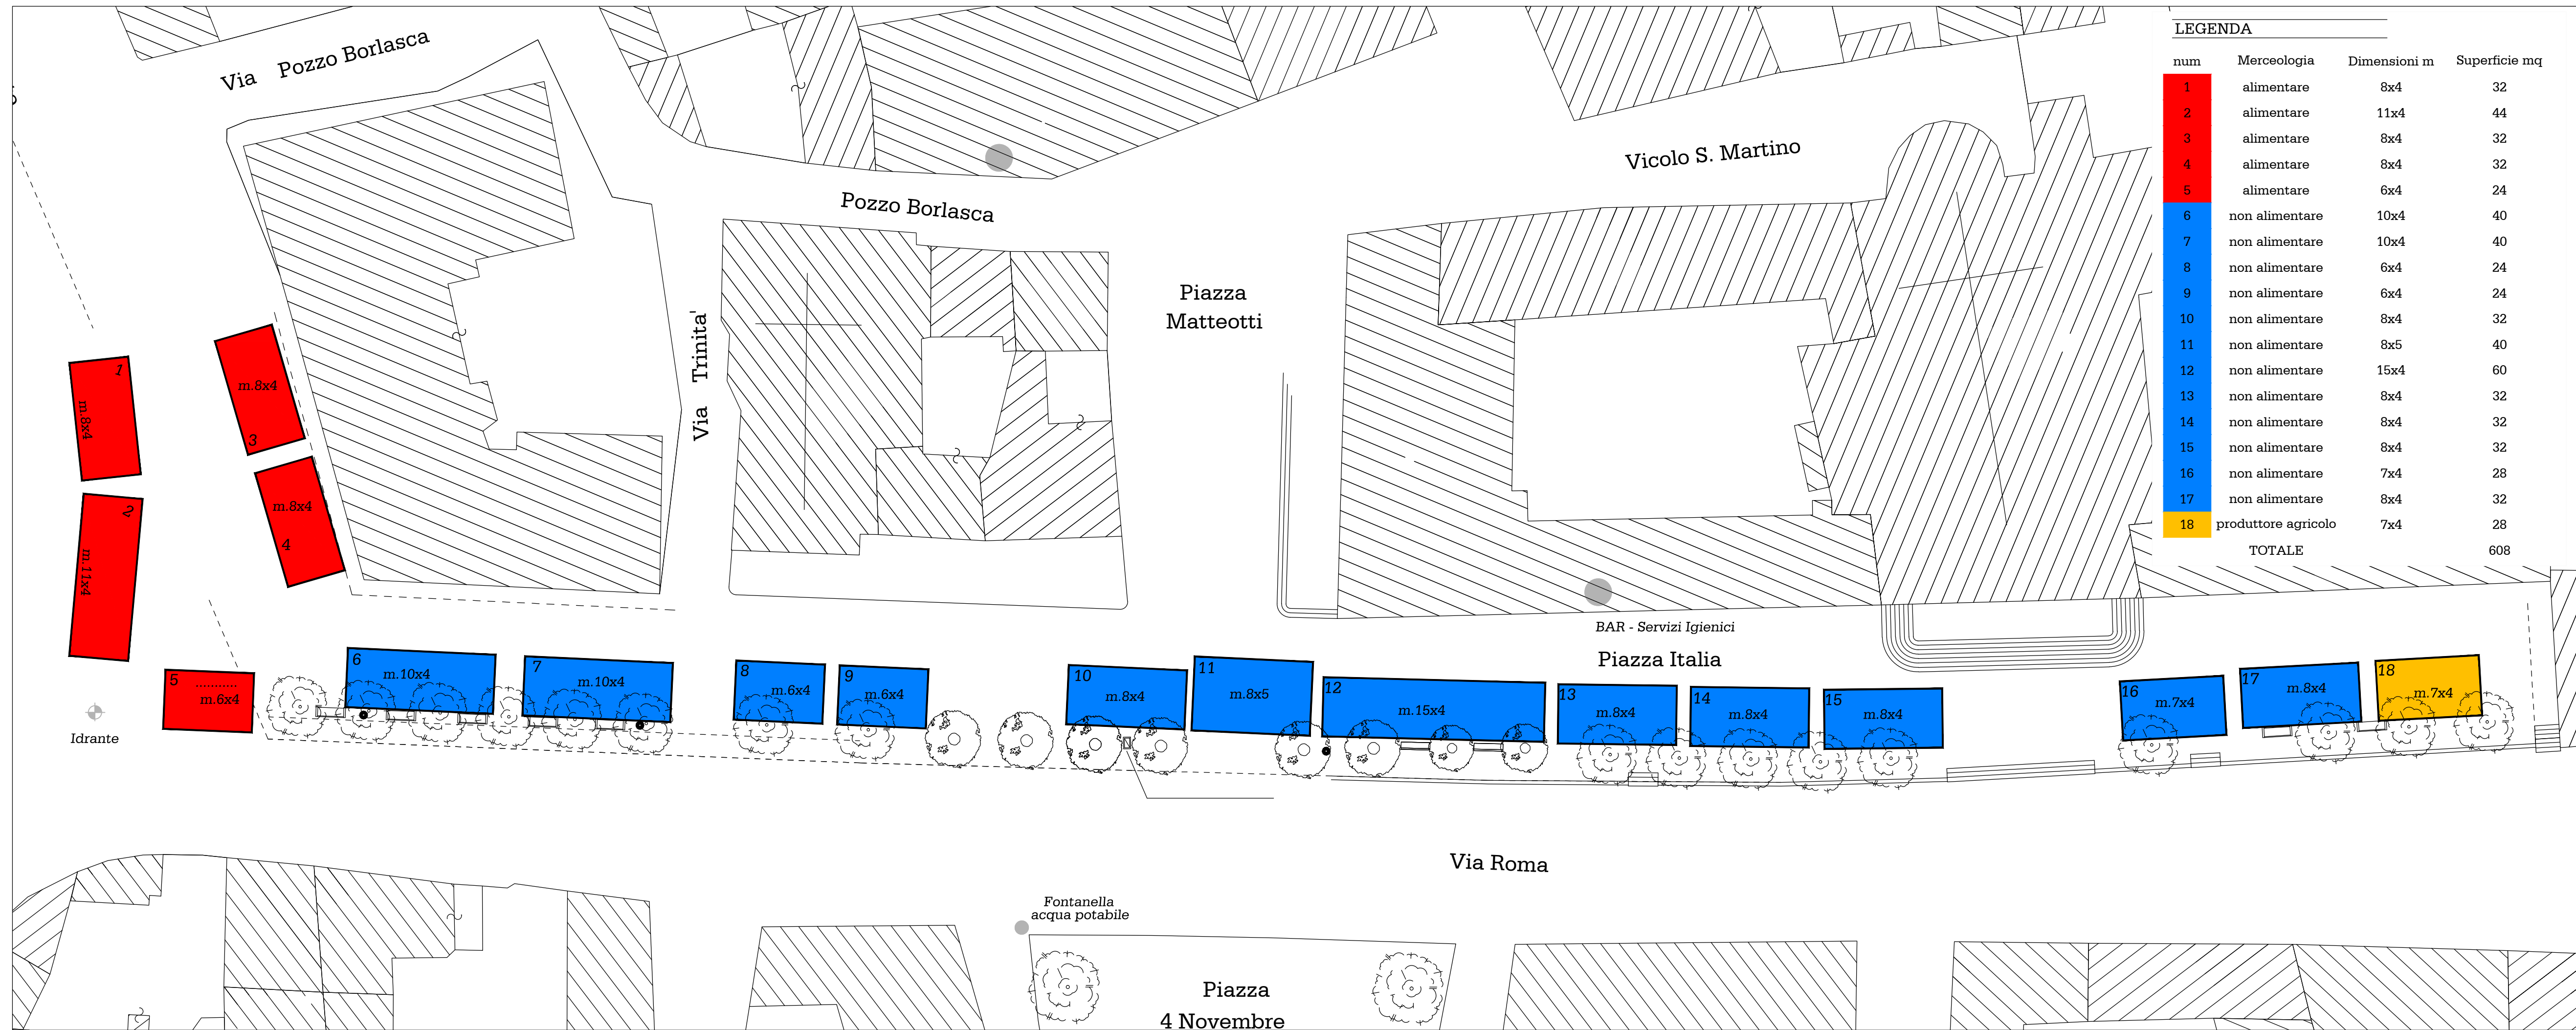 Via Pozzo Borlasca
Pozzo Borlasca
Vicolo S. Martino
Piazza
Matteotti
Via Trinita'
1
m.8x4
2
m.11x4
m.8x4
3
m.8x4
4
5
...........
m.6x4
Idrante
6
m.10x4
7
m.10x4
8
m.6x4
9
m.6x4
10
m.8x4
11
m.8x5
12
m.15x4
13
m.8x4
14
m.8x4
15
m.8x4
16
m.7x4
17
m.8x4
18
m.7x4
BAR - Servizi Igienici
Piazza Italia
Via Roma
Fontanella
acqua potabile
Piazza
4 Novembre
LEGENDA
num Merceologia Dimensioni m Superficie mq
1 alimentare 8x4 32
2 alimentare 11x4 44
3 alimentare 8x4 32
4 alimentare 8x4 32
5 alimentare 6x4 24
6 non alimentare 10x4 40
7 non alimentare 10x4 40
8 non alimentare 6x4 24
9 non alimentare 6x4 24
10 non alimentare 8x4 32
11 non alimentare 8x5 40
12 non alimentare 15x4 60
13 non alimentare 8x4 32
14 non alimentare 8x4 32
15 non alimentare 8x4 32
16 non alimentare 7x4 28
17 non alimentare 8x4 32
18 produttore agricolo 7x4 28
TOTALE 608